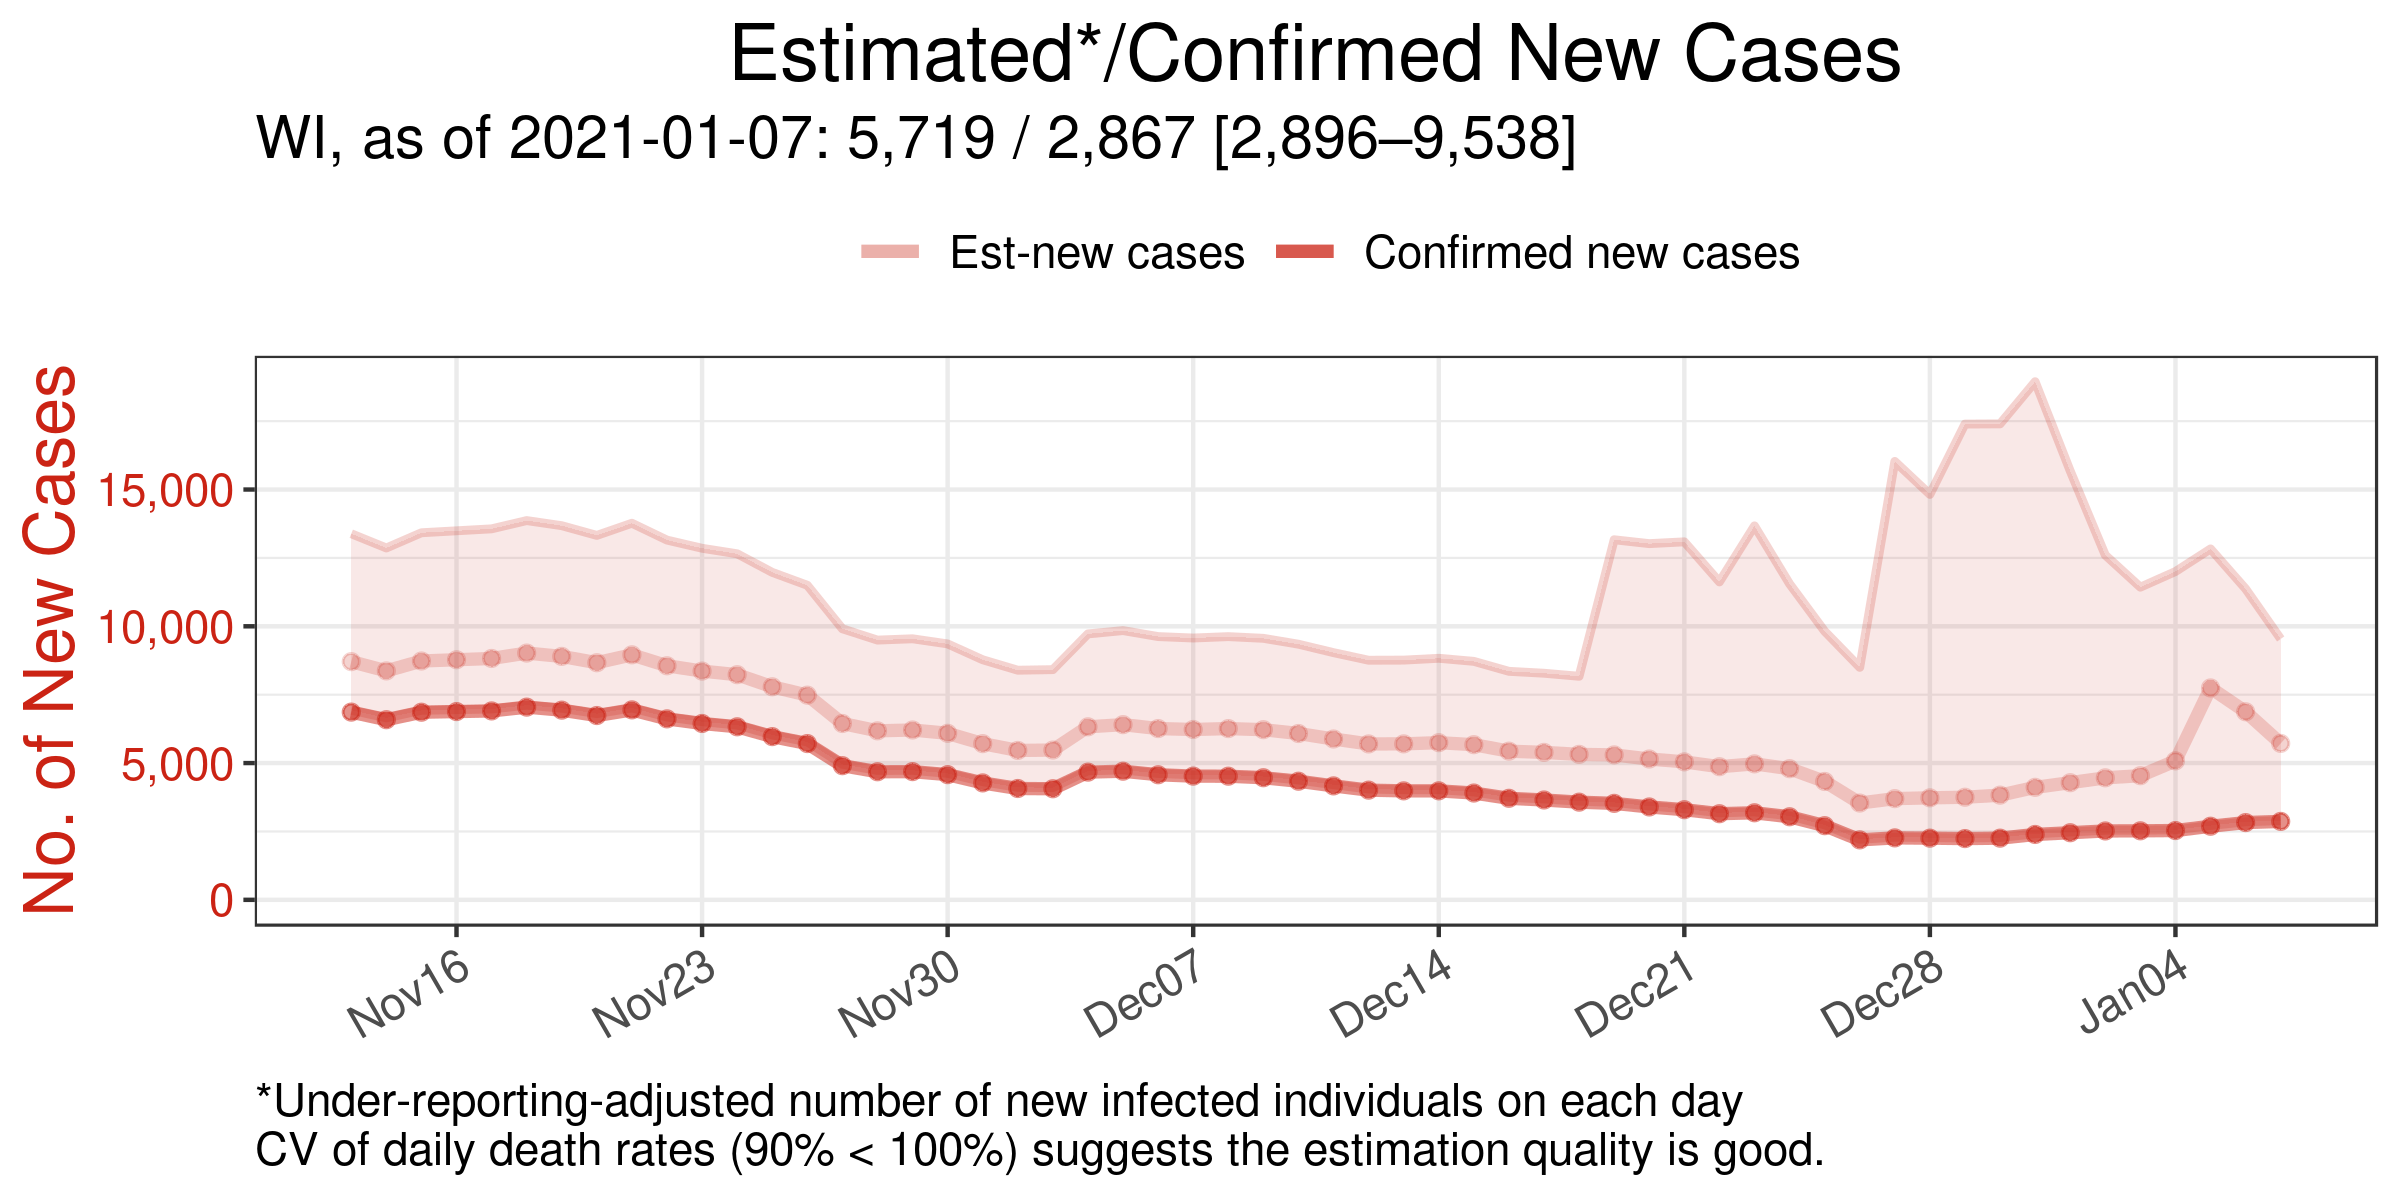 Estimated*/Confirmed New Cases
WI, as of 2021-01-07: 5,719 / 2,867 [2,896–9,538]
Est-new cases
Confirmed new cases
No. of New Cases
15,000
10,000
5,000
0
Nov16
Nov23
Nov30
Dec07
Dec14
Dec21
Dec28
Jan04
*Under-reporting-adjusted number of new infected individuals on each day
CV of daily death rates (90% < 100%) suggests the estimation quality is good.